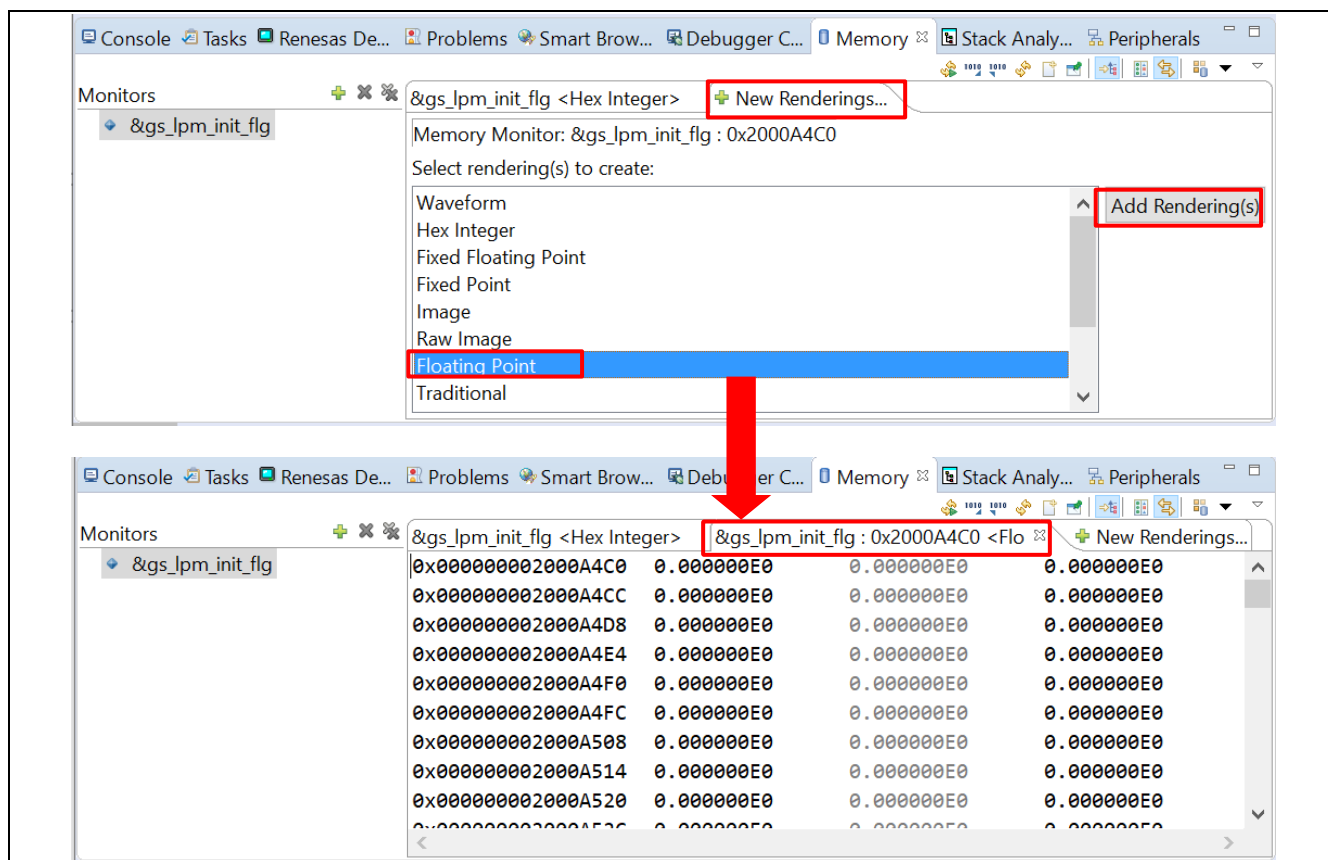 Console Tasks Renesas De... Problems Smart Brow... Debugger C... Memory Stack Analy... Peripherals
1010 1010
Monitors &gs_lpm_init_flg <Hex Integer> New Renderings...
&gs_lpm_init_flg
Memory Monitor: &gs_lpm_init_flg : 0x2000A4C0
Select rendering(s) to create:
Waveform
Add Rendering(s)
Hex Integer
Fixed Floating Point
Fixed Point
Image
Raw Image
Floating Point
Traditional
Console Tasks Renesas De... Problems Smart Brow... Memory Stack Analy... Peripherals
1010 1010
Monitors &gs_lpm_init_flg <Hex Integer> &gs_lpm_init_flg : 0x2000A4C0 <Flo New Renderings...
&gs_lpm_init_flg
0x000000002000A4C0 0.000000E0 0.000000E0 0.000000E0
0x000000002000A4CC 0.000000E0 0.000000E0 0.000000E0
0x000000002000A4D8 0.000000E0 0.000000E0 0.000000E0
0x000000002000A4E4 0.000000E0 0.000000E0 0.000000E0
0x000000002000A4F0 0.000000E0 0.000000E0 0.000000E0
0x000000002000A4FC 0.000000E0 0.000000E0 0.000000E0
0x000000002000A508 0.000000E0 0.000000E0 0.000000E0
0x000000002000A514 0.000000E0 0.000000E0 0.000000E0
0x000000002000A520 0.000000E0 0.000000E0 0.000000E0